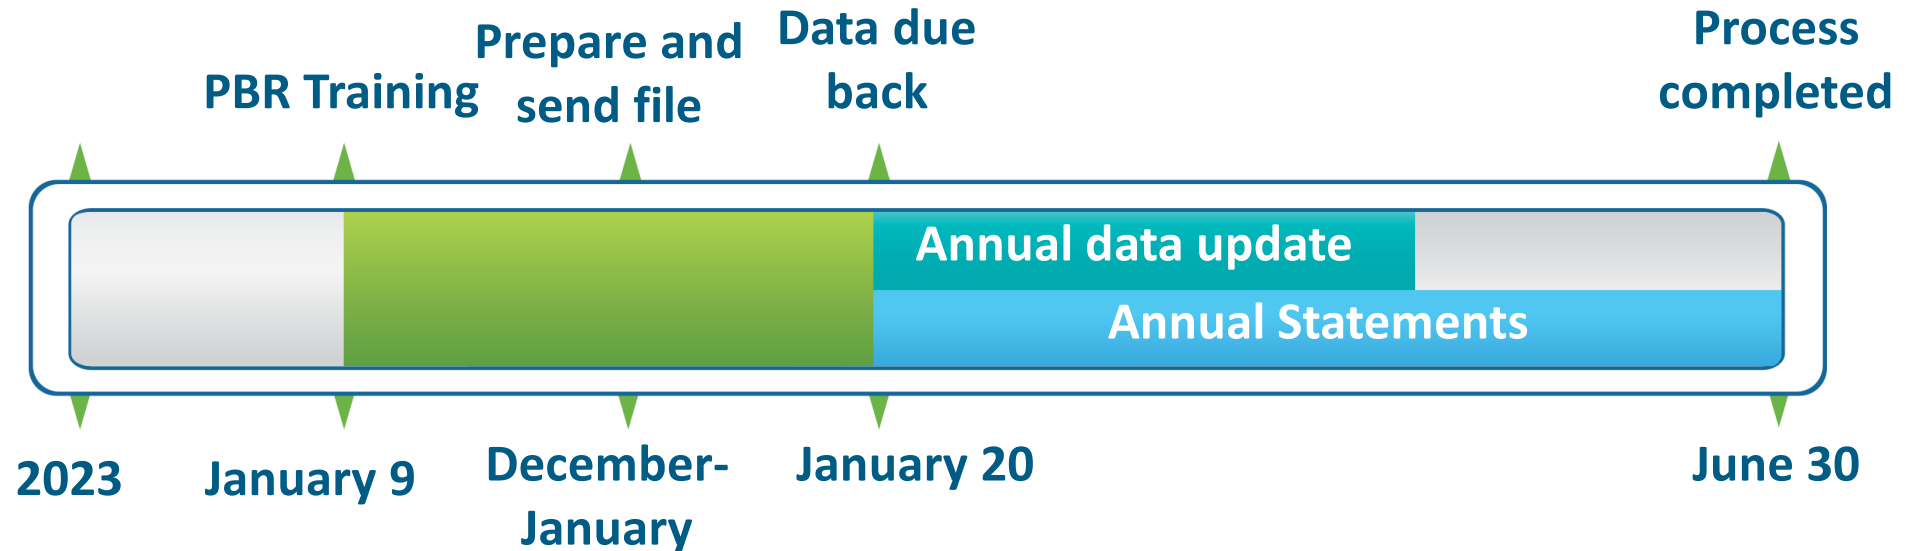 PBR Training
Prepare and
send file
Data due
back
Process
completed
Annual data update
Annual Statements
2023
January 9
December-
January
January 20
June 30